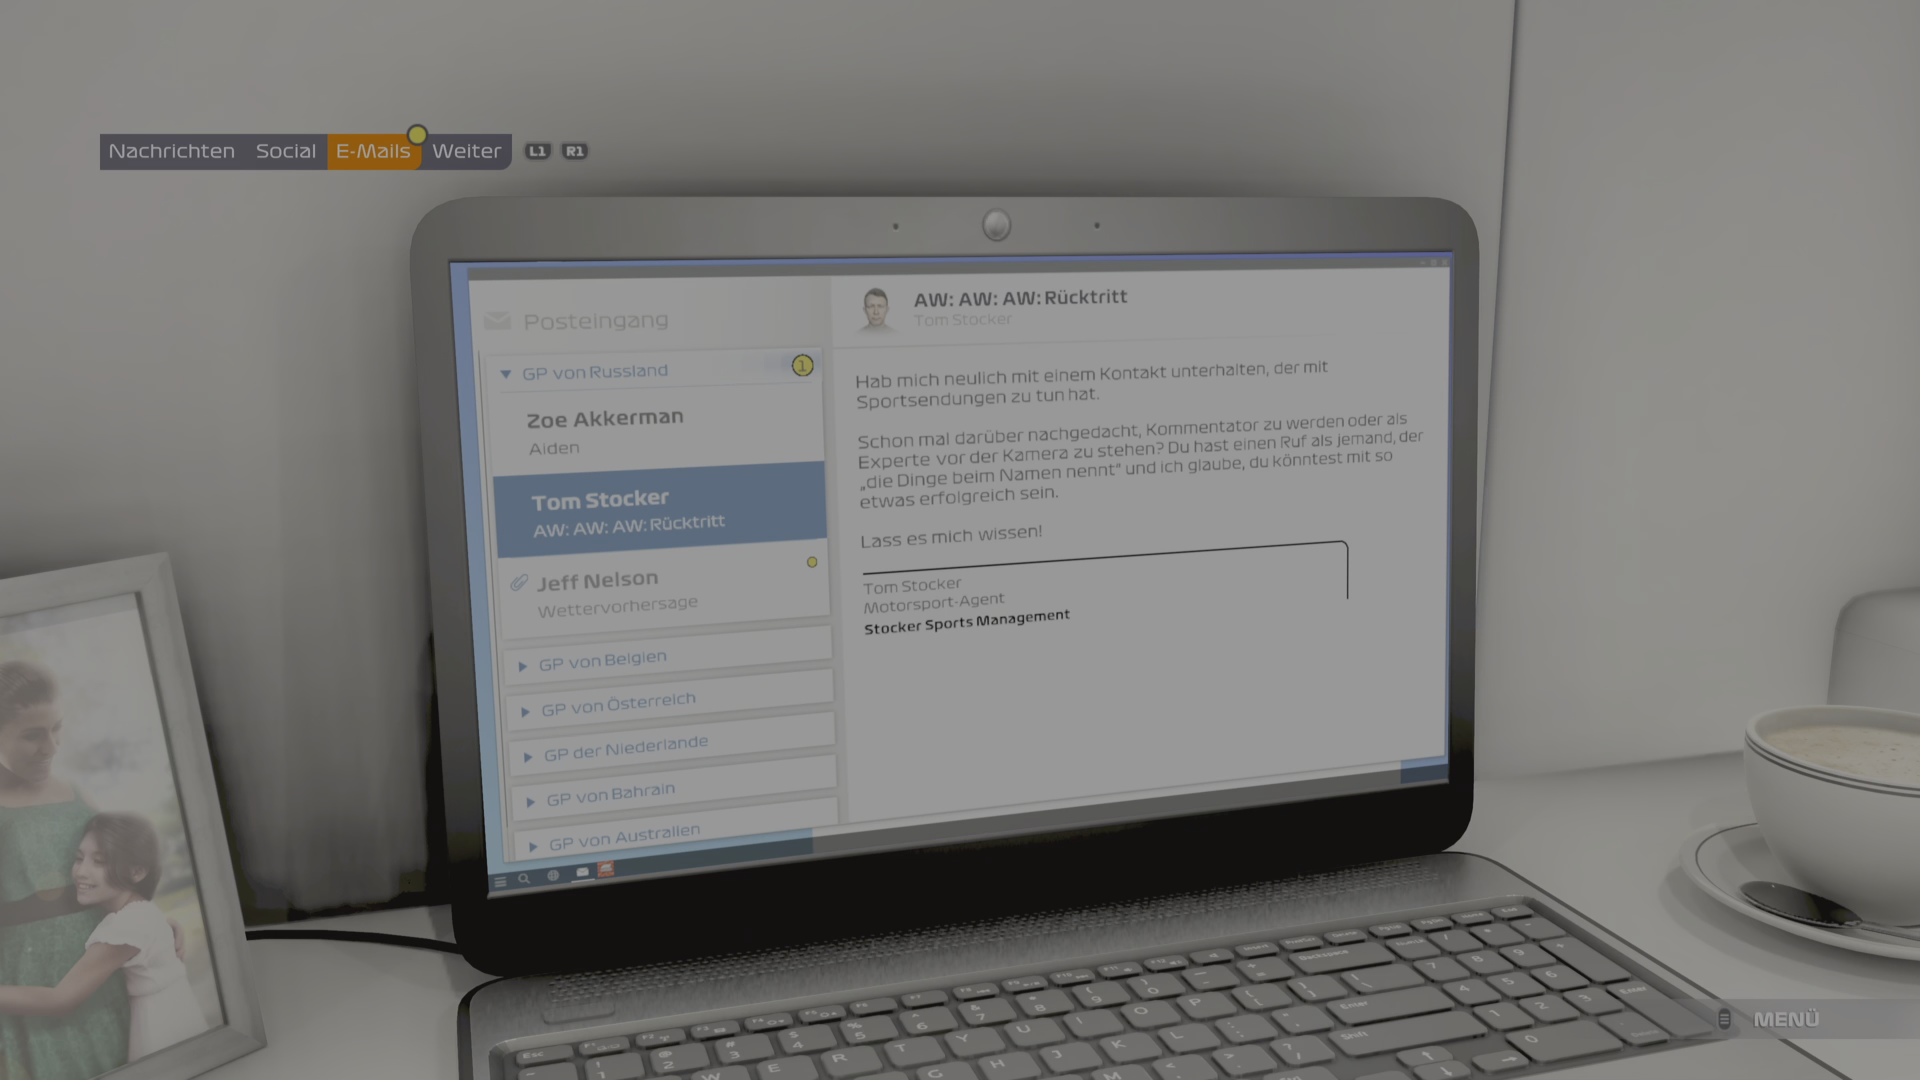 Nachrichten Social E-Mails Weiter L1 R1
Posteingang
GP von Russland 1
Zoe Akkerman
Aiden
Tom Stocker
AW: AW: AW: Rücktritt
Jeff Nelson
Wettervorhersage
GP von Belgien
GP von Österreich
GP der Niederlande
GP von Bahrain
GP von Australien
AW: AW: AW: Rücktritt
Tom Stocker
Hab mich neulich mit einem Kontakt unterhalten, der mit
Sportsendungen zu tun hat.
Schon mal darüber nachgedacht, Kommentator zu werden oder als
Experte vor der Kamera zu stehen? Du hast einen Ruf als jemand, der
„die Dinge beim Namen nennt“ und ich glaube, du könntest mit so
etwas erfolgreich sein.
Lass es mich wissen!
Tom Stocker
Motorsport-Agent
Stocker Sports Management
MENÜ